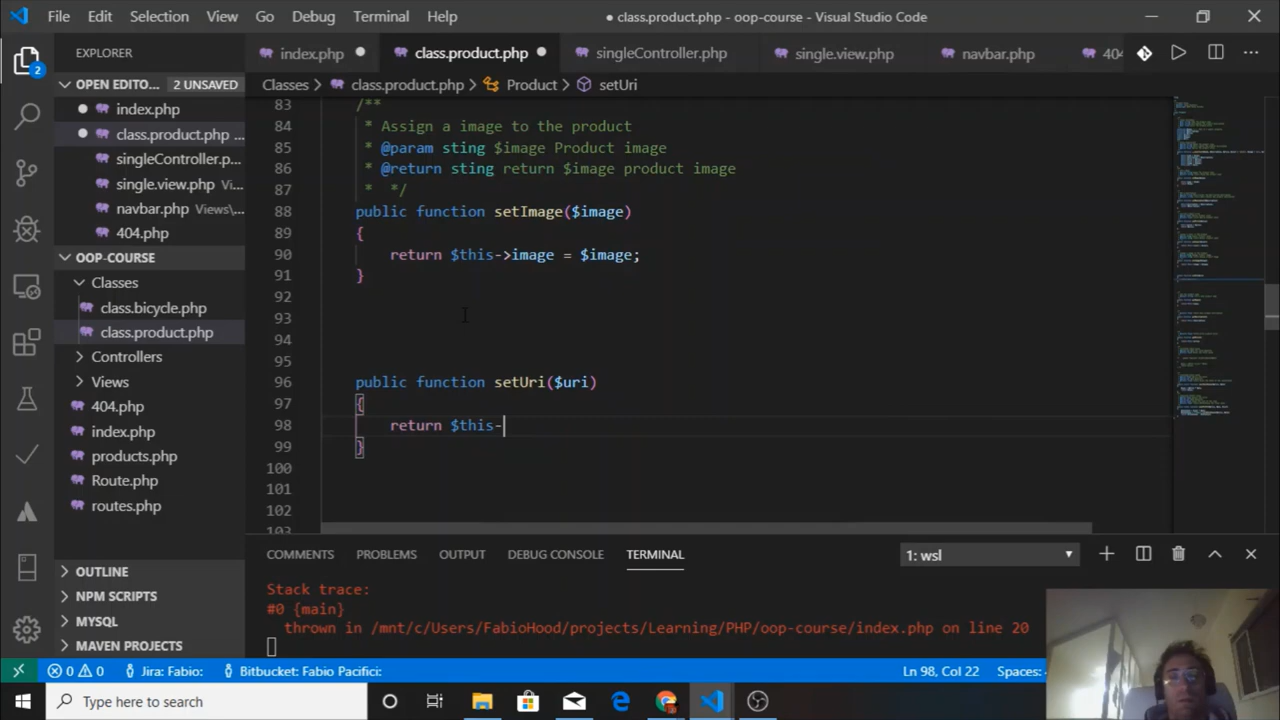 File Edit Selection View Go Debug Terminal Help
● class.product.php - oop-course - Visual Studio Code
EXPLORER
index.php
class.product.php
singleController.php
single.view.php
navbar.php
404
OPEN EDITO... 2 UNSAVED
Classes > class.product.php > Product > setUri
index.php
class.product.php ...
singleController.p...
single.view.php Vi...
navbar.php Views\...
404.php
OOP-COURSE
Classes
class.bicycle.php
class.product.php
Controllers
Views
404.php
index.php
products.php
Route.php
routes.php
OUTLINE
NPM SCRIPTS
MYSQL
MAVEN PROJECTS
83 /**
84 * Assign a image to the product
85 * @param sting $image Product image
86 * @return sting return $image product image
87 * */
88 public function setImage($image)
89 {
90 return $this->image = $image;
91 }
92
93
94
95
96 public function setUri($uri)
97 {
98 return $this-
99 }
100
101
102
103
COMMENTS PROBLEMS OUTPUT DEBUG CONSOLE TERMINAL 1: wsl
Stack trace:
#0 {main}
thrown in /mnt/c/Users/FabioHood/projects/Learning/PHP/oop-course/index.php on line 20
2
0 0 Jira: Fabio: Bitbucket: Fabio Pacifici: Ln 98, Col 22 Spaces:
Type here to search